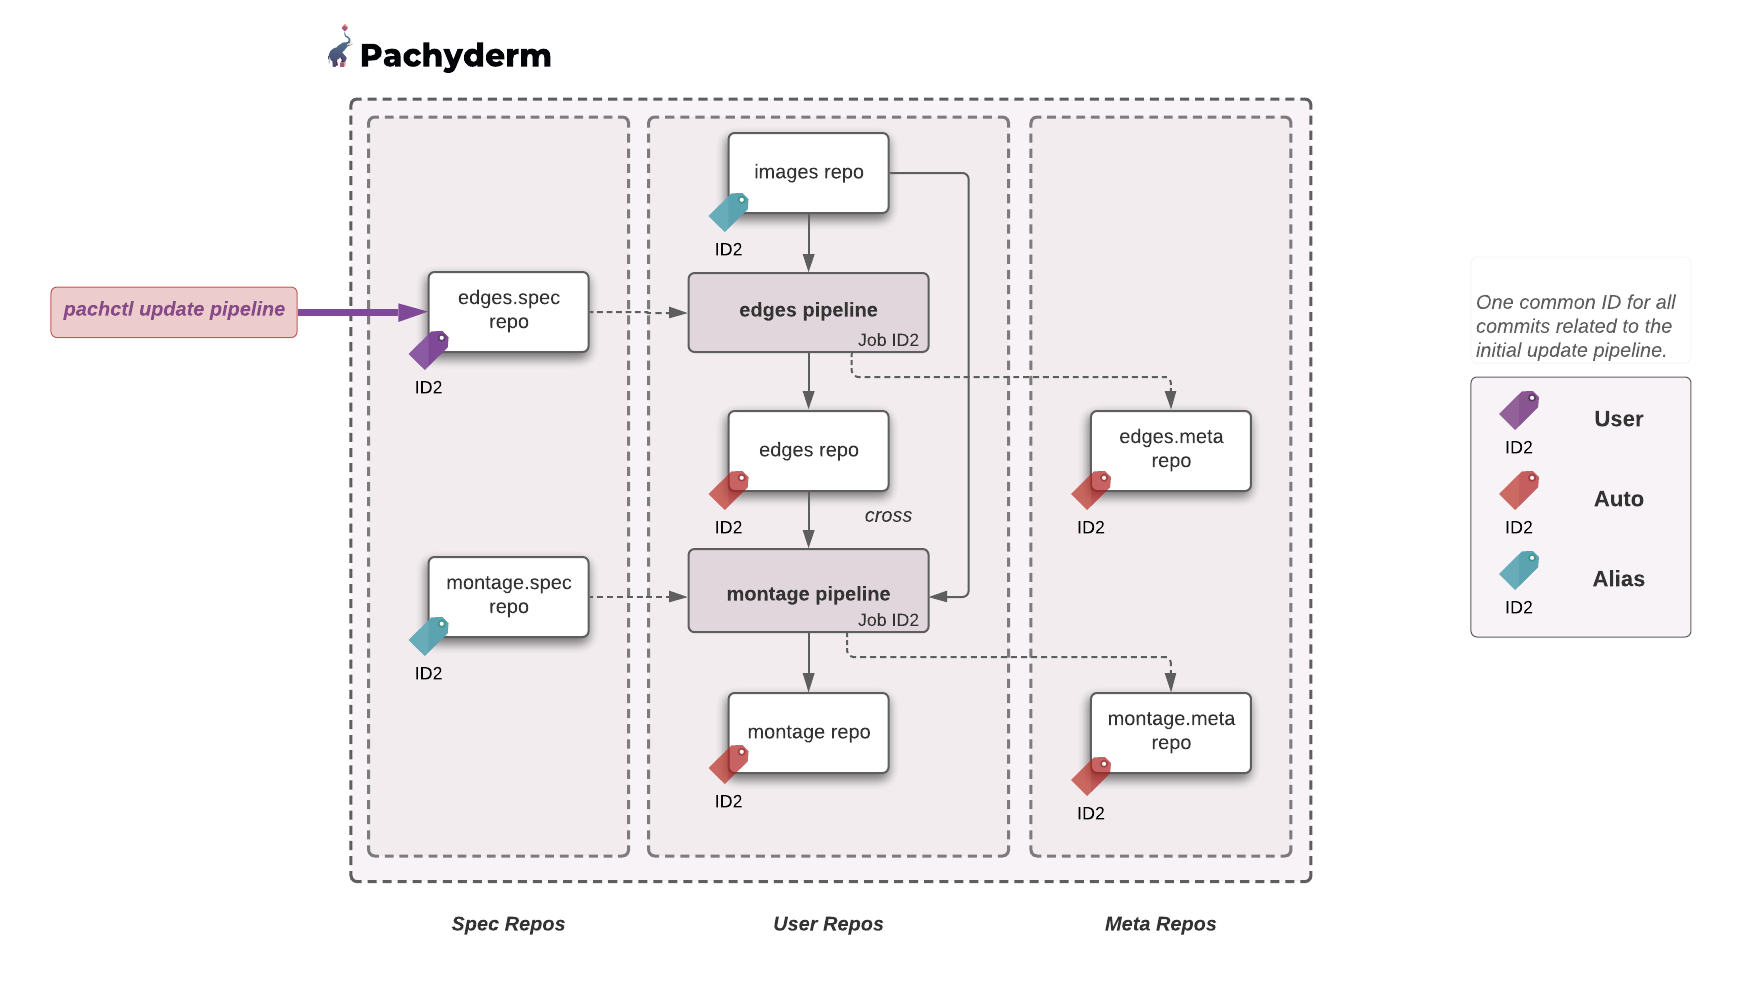 Pachyderm
images repo
ID2
pachctl update pipeline
edges.spec
repo
ID2
edges pipeline
Job ID2
edges repo
ID2
cross
edges.meta
repo
ID2
montage.spec
repo
ID2
montage pipeline
Job ID2
montage repo
ID2
montage.meta
repo
ID2
Spec Repos
User Repos
Meta Repos
One common ID for all
commits related to the
initial update pipeline.
User
ID2
Auto
ID2
Alias
ID2